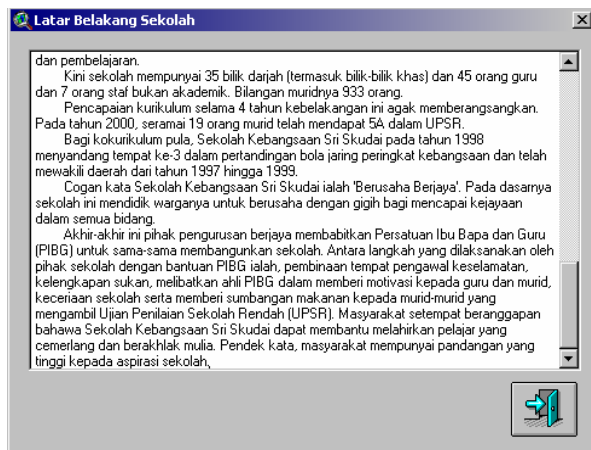 Latar Belakang Sekolah
dan pembelajaran.
Kini sekolah mempunyai 35 bilik darjah (termasuk bilik-bilik khas) dan 45 orang guru
dan 7 orang staf bukan akademik. Bilangan muridnya 933 orang.
Pencapaian kurikulum selama 4 tahun kebelakangan ini agak memberangsangkan.
Pada tahun 2000, seramai 19 orang murid telah mendapat 5A dalam UPSR.
Bagi kokurikulum pula, Sekolah Kebangsaan Sri Skudai pada tahun 1998
menyandang tempat ke-3 dalam pertandingan bola jaring peringkat kebangsaan dan telah
mewakili daerah dari tahun 1997 hingga 1999.
Cogan kata Sekolah Kebangsaan Sri Skudai ialah 'Berusaha Berjaya'. Pada dasarnya
sekolah ini mendidik warganya untuk berusaha dengan gigih bagi mencapai kejayaan
dalam semua bidang.
Akhir-akhir ini pihak pengurusan berjaya membabitkan Persatuan Ibu Bapa dan Guru
(PIBG) untuk sama-sama membangunkan sekolah. Antara langkah yang dilaksanakan oleh
pihak sekolah dengan bantuan PIBG ialah, pembinaan tempat pengawal keselamatan,
kelengkapan sukan, melibatkan ahli PIBG dalam memberi motivasi kepada guru dan murid,
keceriaan sekolah serta memberi sumbangan makanan kepada murid-murid yang
mengambil Ujian Penilaian Sekolah Rendah (UPSR). Masyarakat setempat beranggapan
bahawa Sekolah Kebangsaan Sri Skudai dapat membantu melahirkan pelajar yang
cemerlang dan berakhlak mulia. Pendek kata, masyarakat mempunyai pandangan yang
tinggi kepada aspirasi sekolah.